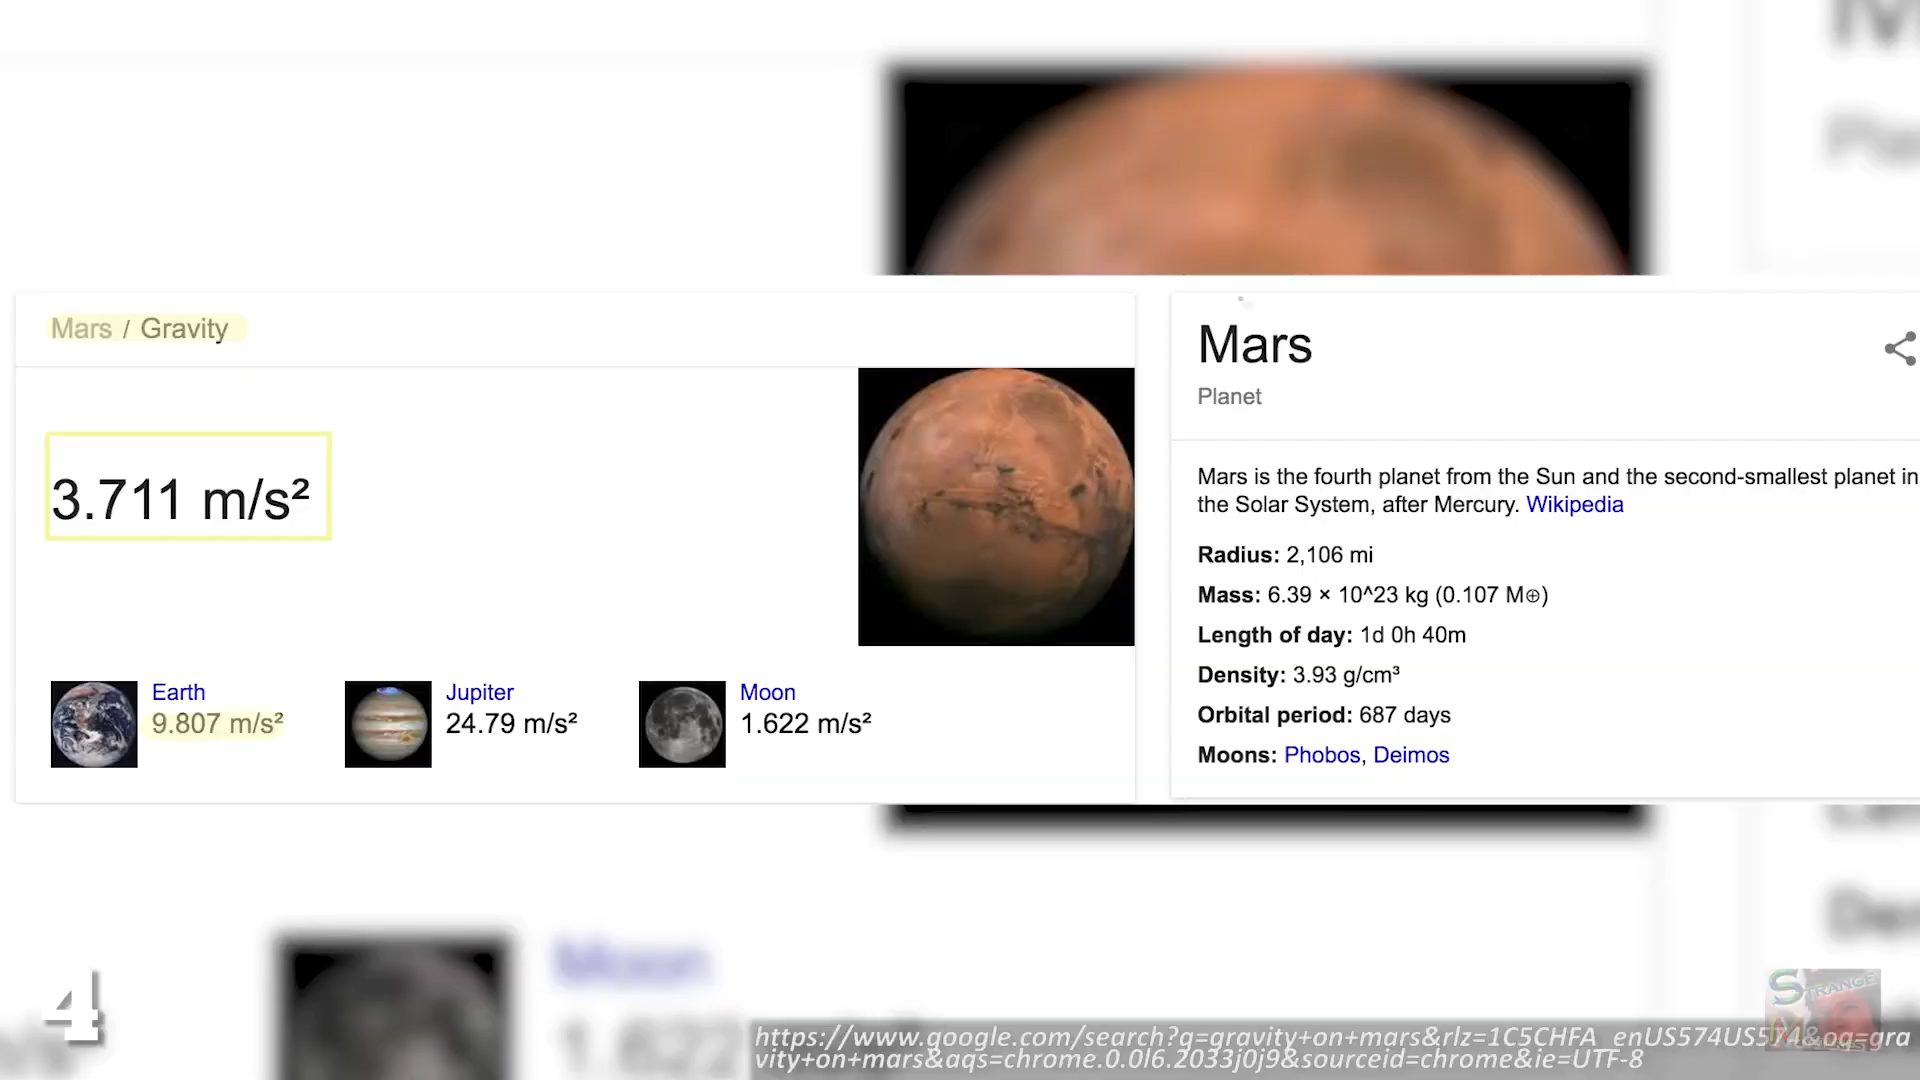 Mars / Gravity
3.711 m/s²
Earth
9.807 m/s²
Jupiter
24.79 m/s²
Moon
1.622 m/s²
Mars
Planet
Mars is the fourth planet from the Sun and the second-smallest planet in
the Solar System, after Mercury. Wikipedia
Radius: 2,106 mi
Mass: 6.39 × 10^23 kg (0.107 M⊕)
Length of day: 1d 0h 40m
Density: 3.93 g/cm³
Orbital period: 687 days
Moons: Phobos, Deimos
Moon
1.622
4
STRANGE
https://www.google.com/search?q=gravity+on+mars&rlz=1C5CHFA_enUS574US574&oq=gra
vity+on+mars&aqs=chrome.0.0l6.2033j0j9&sourceid=chrome&ie=UTF-8